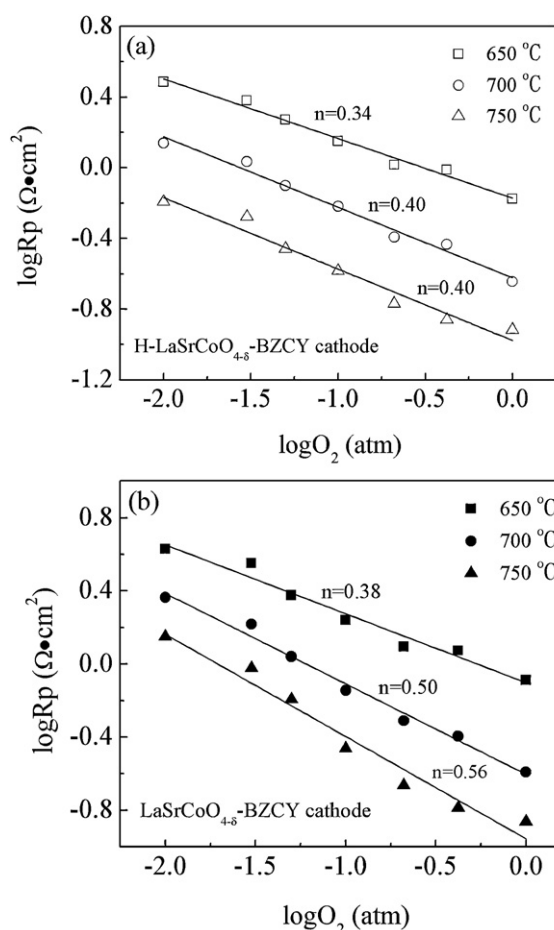 (a)
650 ℃
700 ℃
750 ℃
n=0.34
n=0.40
n=0.40
H-LaSrCoO4-δ-BZCY cathode
0.8
0.4
0.0
-0.4
-0.8
-1.2
logRp (Ω•cm²)
-2.0 -1.5 -1.0 -0.5 0.0
logO₂ (atm)
(b)
650 ℃
700 ℃
750 ℃
n=0.38
n=0.50
n=0.56
LaSrCoO4-δ-BZCY cathode
0.8
0.4
0.0
-0.4
-0.8
logRp (Ω•cm²)
-2.0 -1.5 -1.0 -0.5 0.0
logO₂ (atm)